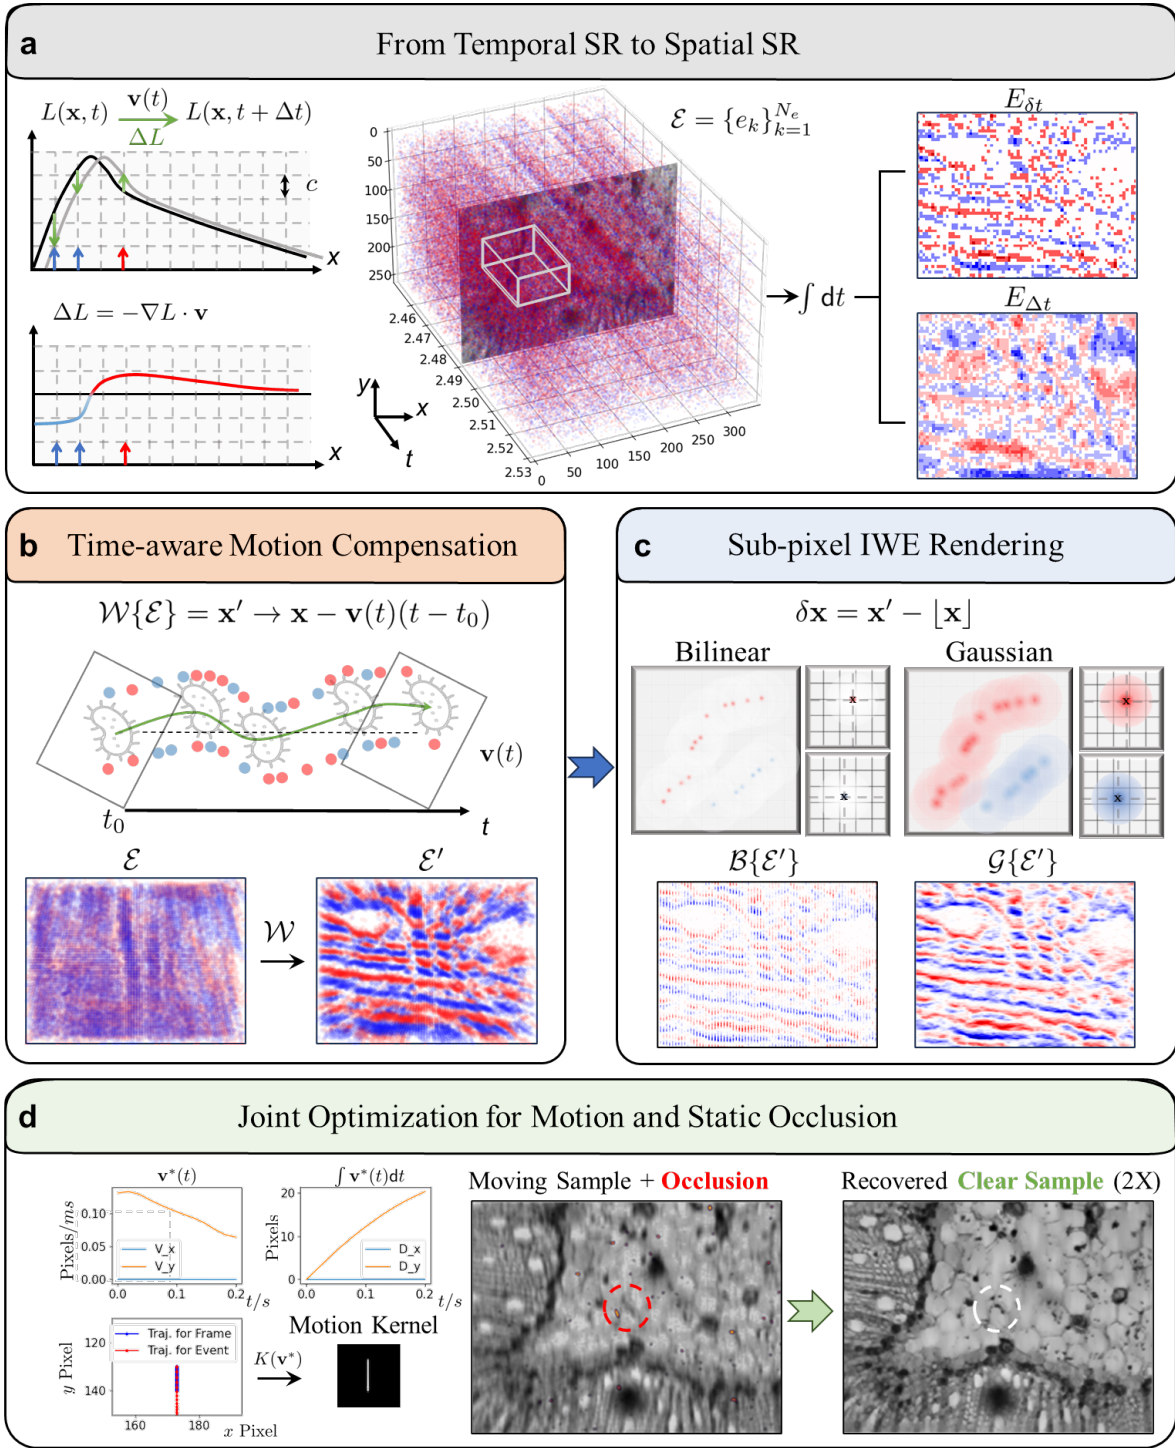 a From Temporal SR to Spatial SR
L(x, t) v(t) L(x, t + Δt)
ΔL
c
x
ΔL = −∇L · v
x
ℰ = {e_k}_{k=1}^{N_e}
0
50
100
150
200
250
2.46
2.47
2.48
2.49
2.50
2.51
2.52
2.53
0 50 100 150 200 250 300
y
x
t
∫ dt
E_{δt}
E_{Δt}
b Time-aware Motion Compensation
𝒲{ℰ} = x′ → x − v(t)(t − t₀)
v(t)
t₀
t
ℰ
ℰ′
𝒲
c Sub-pixel IWE Rendering
δx = x′ − ⌊x⌋
Bilinear Gaussian
x
x
x
x
ℬ{ℰ′} 𝒢{ℰ′}
d Joint Optimization for Motion and Static Occlusion
v*(t)
Pixels/ms
0.10
0.05
0.00
V_x
V_y
0.0 0.1 0.2
t/s
∫ v*(t)dt
Pixels
20
10
0
D_x
D_y
0.0 0.1 0.2
t/s
Traj. for Frame
Traj. for Event
y Pixel
120
140
160 180
x Pixel
K(v*)
Motion Kernel
Moving Sample + Occlusion
Recovered Clear Sample (2X)